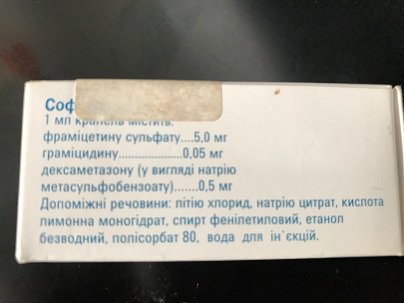 Соф
1 мл крапель містить:
фраміцетину сульфату....5,0 мг
граміцидину....................0,05 мг
дексаметазону (у вигляді натрію
метасульфобензоату).......0,5 мг
Допоміжні речовини: літію хлорид, натрію цитрат, кислота
лимонна моногідрат, спирт фенілетиловий, етанол
безводний, полісорбат 80, вода для ін`єкцій.